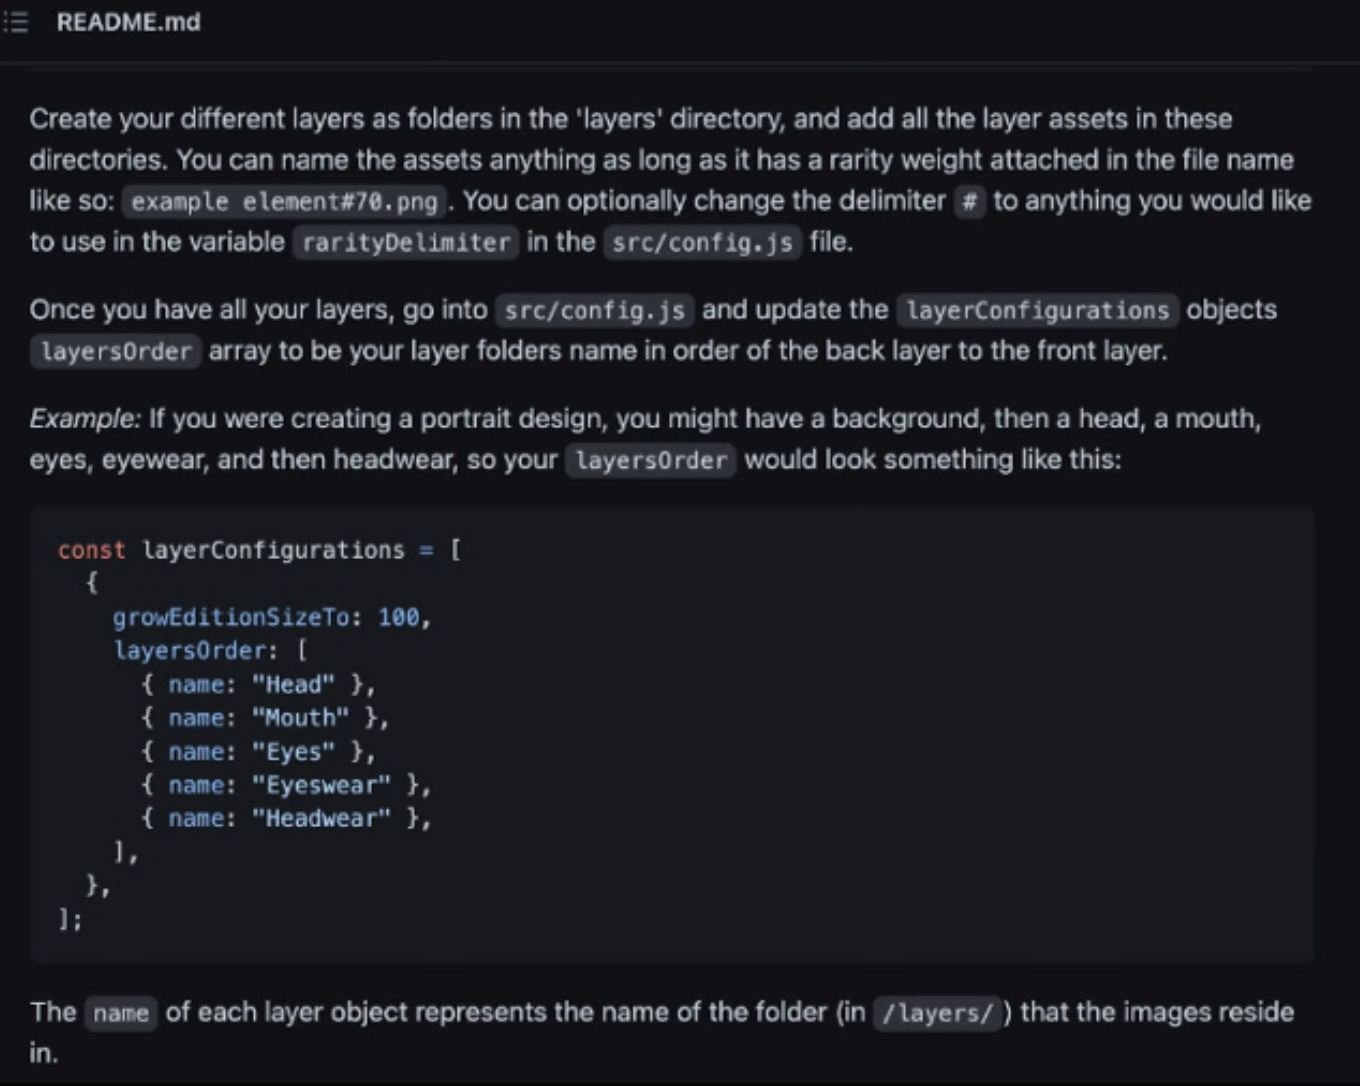 README.md
Create your different layers as folders in the 'layers' directory, and add all the layer assets in these
directories. You can name the assets anything as long as it has a rarity weight attached in the file name
like so: example element#70.png . You can optionally change the delimiter # to anything you would like
to use in the variable rarityDelimiter in the src/config.js file.
Once you have all your layers, go into src/config.js and update the layerConfigurations objects
layersOrder array to be your layer folders name in order of the back layer to the front layer.
Example: If you were creating a portrait design, you might have a background, then a head, a mouth,
eyes, eyewear, and then headwear, so your layersOrder would look something like this:
const layerConfigurations = [
  {
    growEditionSizeTo: 100,
    layersOrder: [
      { name: "Head" },
      { name: "Mouth" },
      { name: "Eyes" },
      { name: "Eyeswear" },
      { name: "Headwear" },
    ],
  },
];
The name of each layer object represents the name of the folder (in /layers/ ) that the images reside
in.